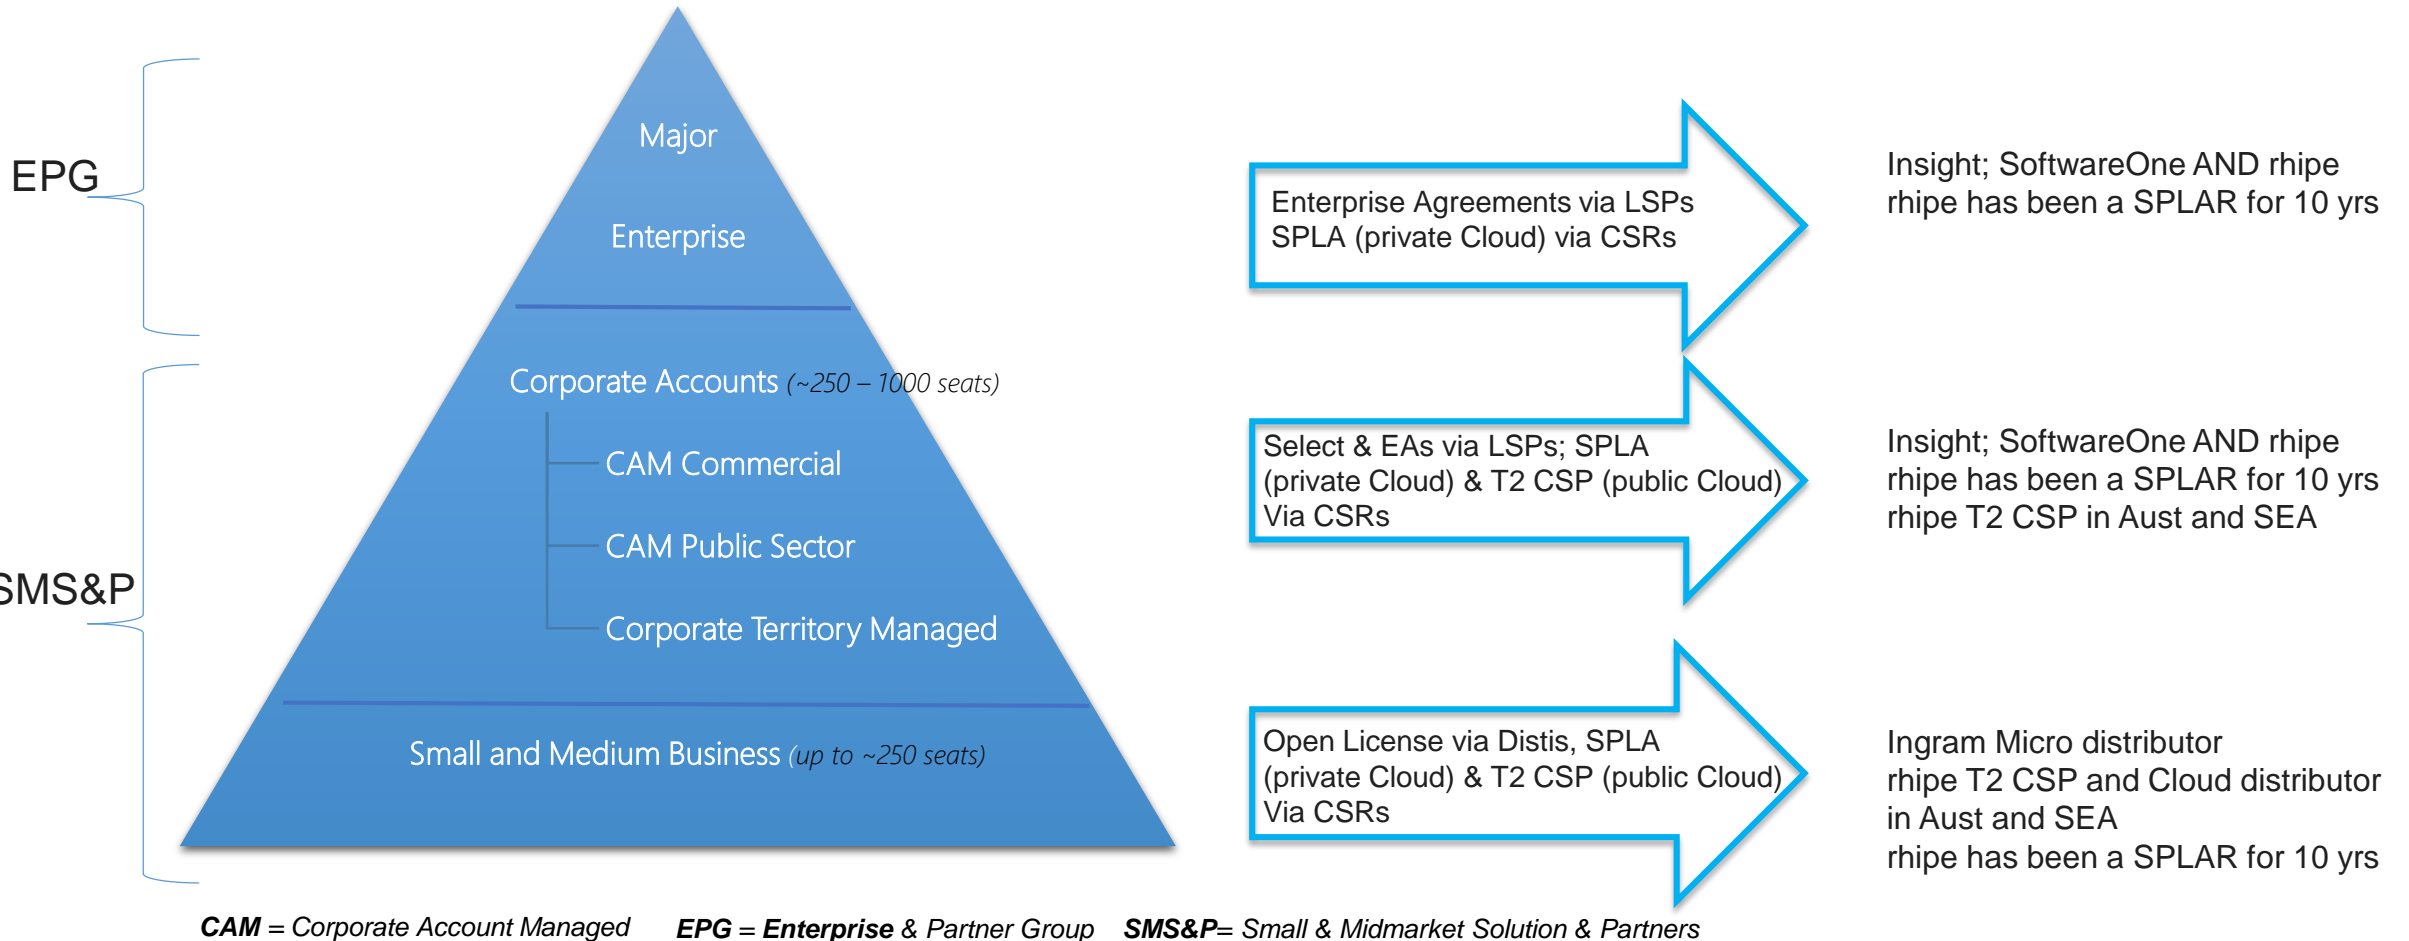 EPG
Major
Enterprise
Enterprise Agreements via LSPs
SPLA (private Cloud) via CSRs
Insight; SoftwareOne AND rhipe
rhipe has been a SPLAR for 10 yrs
SMS&P
Corporate Accounts (~250 – 1000 seats)
CAM Commercial
CAM Public Sector
Corporate Territory Managed
Select & EAs via LSPs; SPLA
(private Cloud) & T2 CSP (public Cloud)
Via CSRs
Insight; SoftwareOne AND rhipe
rhipe has been a SPLAR for 10 yrs
rhipe T2 CSP in Aust and SEA
Small and Medium Business (up to ~250 seats)
Open License via Distis, SPLA
(private Cloud) & T2 CSP (public Cloud)
Via CSRs
Ingram Micro distributor
rhipe T2 CSP and Cloud distributor
in Aust and SEA
rhipe has been a SPLAR for 10 yrs
CAM = Corporate Account Managed
EPG = Enterprise & Partner Group
SMS&P= Small & Midmarket Solution & Partners